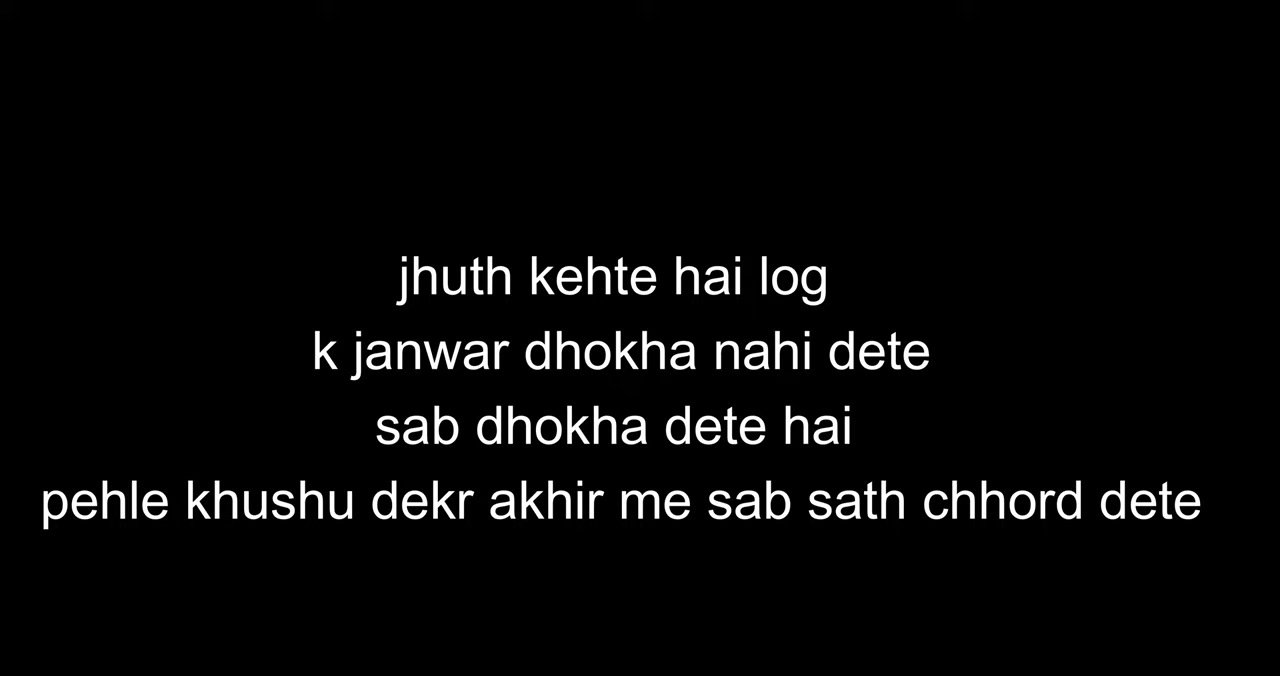 jhuth kehte hai log
k janwar dhokha nahi dete
sab dhokha dete hai
pehle khushu dekr akhir me sab sath chhord dete